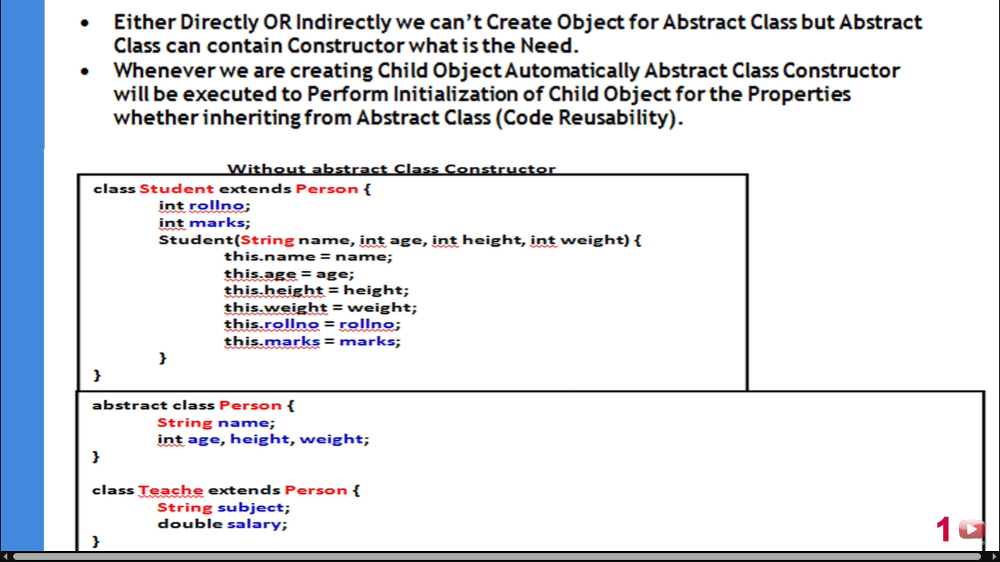 • Either Directly OR Indirectly we can't Create Object for Abstract Class but Abstract
Class can contain Constructor what is the Need.
• Whenever we are creating Child Object Automatically Abstract Class Constructor
will be executed to Perform Initialization of Child Object for the Properties
whether inheriting from Abstract Class (Code Reusability).
Without abstract Class Constructor
class Student extends Person {
int rollno;
int marks;
Student(String name, int age, int height, int weight) {
this.name = name;
this.age = age;
this.height = height;
this.weight = weight;
this.rollno = rollno;
this.marks = marks;
}
}
abstract class Person {
String name;
int age, height, weight;
}
class Teache extends Person {
String subject;
double salary;
}
1